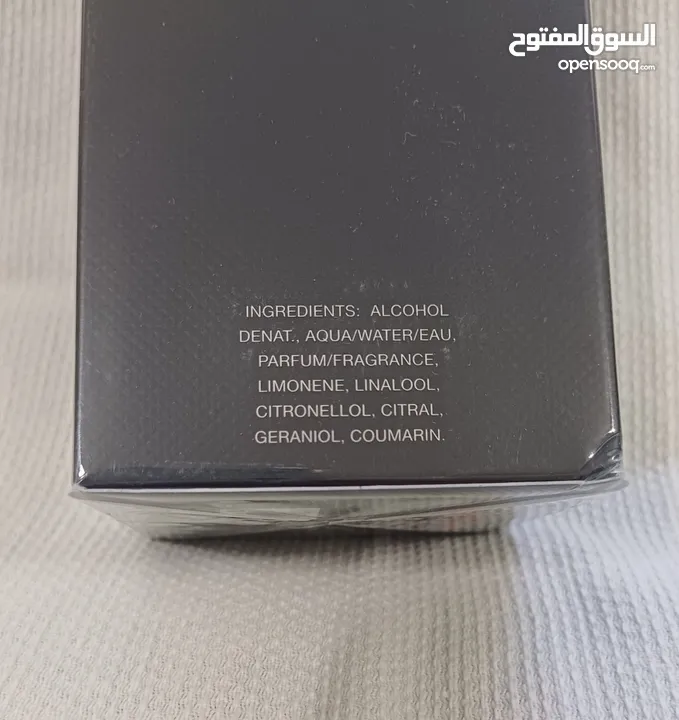 السوق المفتوح
opensooq.com
INGREDIENTS: ALCOHOL
DENAT., AQUA/WATER/EAU,
PARFUM/FRAGRANCE,
LIMONENE, LINALOOL,
CITRONELLOL, CITRAL,
GERANIOL, COUMARIN.